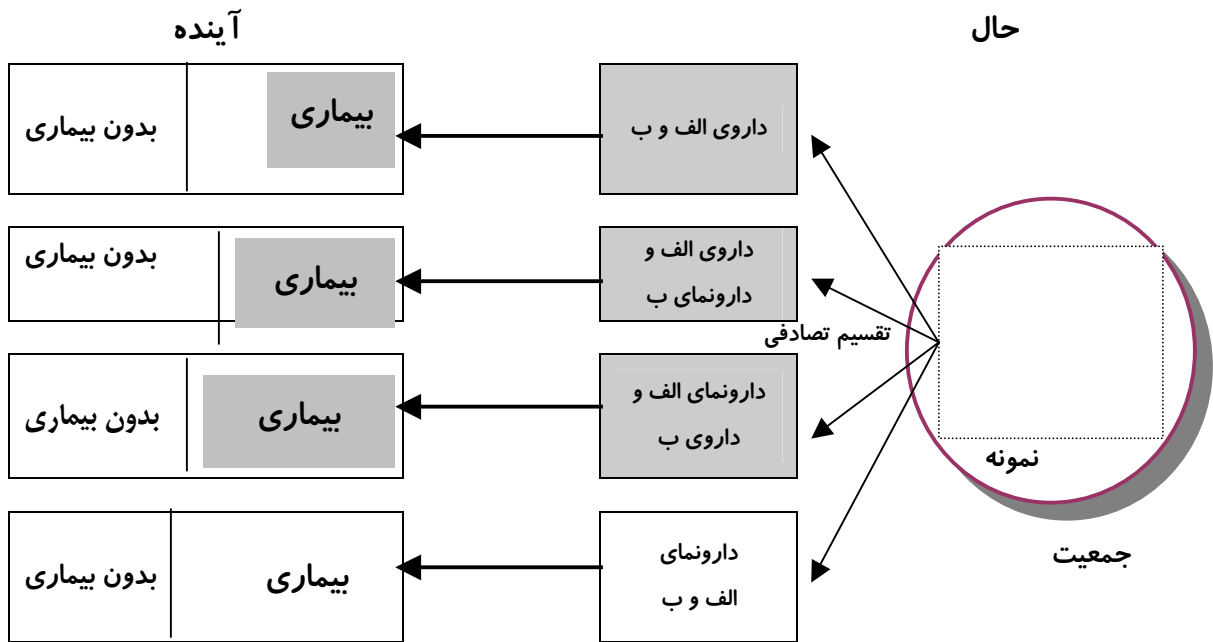 حال
آینده
داروی الف و ب
بیماری
بدون بیماری
داروی الف و
دارونمای ب
بیماری
بدون بیماری
تقسیم تصادفی
دارونمای الف و
داروی ب
بیماری
بدون بیماری
نمونه
جمعیت
دارونمای
الف و ب
بیماری
بدون بیماری